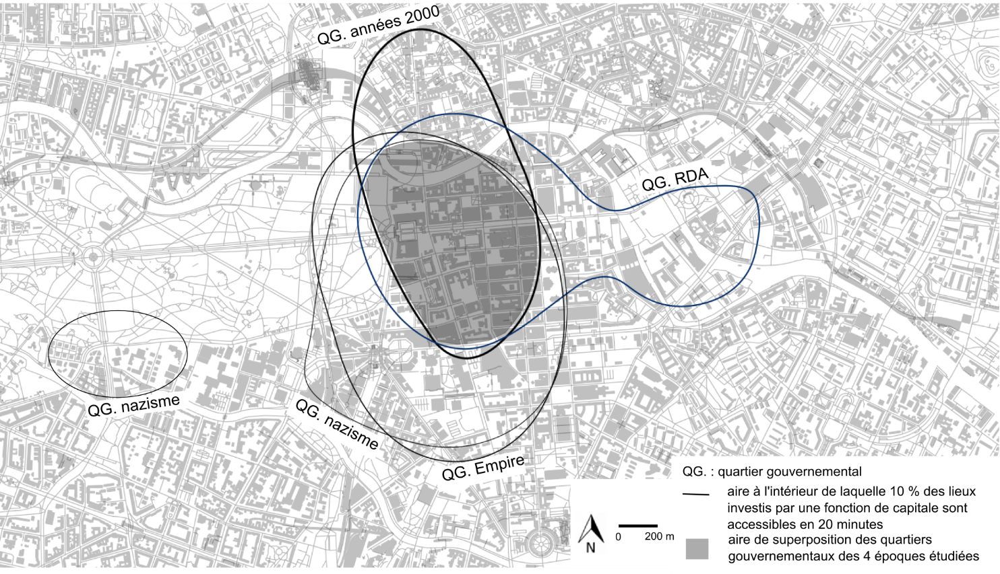 QG. années 2000
QG. RDA
QG. nazisme
QG. nazisme
QG. Empire
QG. : quartier gouvernemental
aire à l'intérieur de laquelle 10 % des lieux
investis par une fonction de capitale sont
accessibles en 20 minutes
aire de superposition des quartiers
gouvernementaux des 4 époques étudiées
N
0 200 m